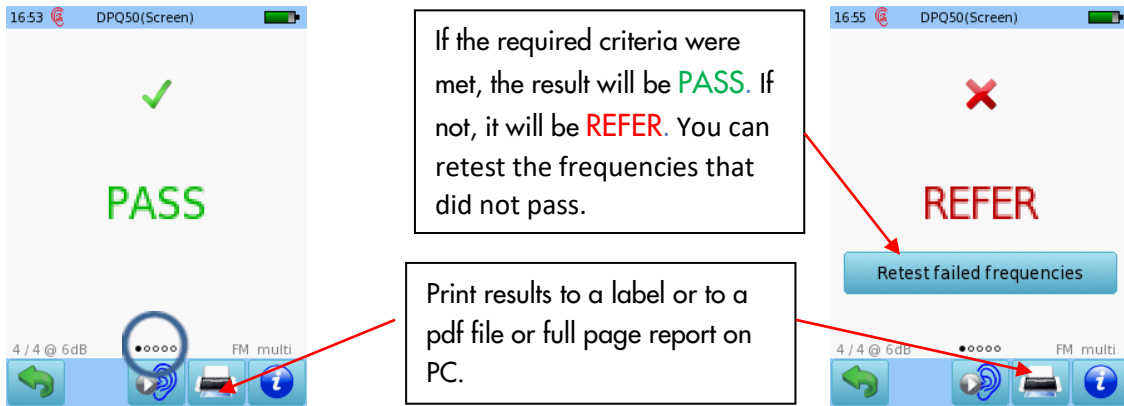 16:53 DPQ50(Screen)
PASS
4 / 4 @ 6dB FM multi
If the required criteria were
met, the result will be PASS. If
not, it will be REFER. You can
retest the frequencies that
did not pass.
Print results to a label or to a
pdf file or full page report on
PC.
16:55 DPQ50(Screen)
REFER
Retest failed frequencies
4 / 4 @ 6dB FM multi
i
i